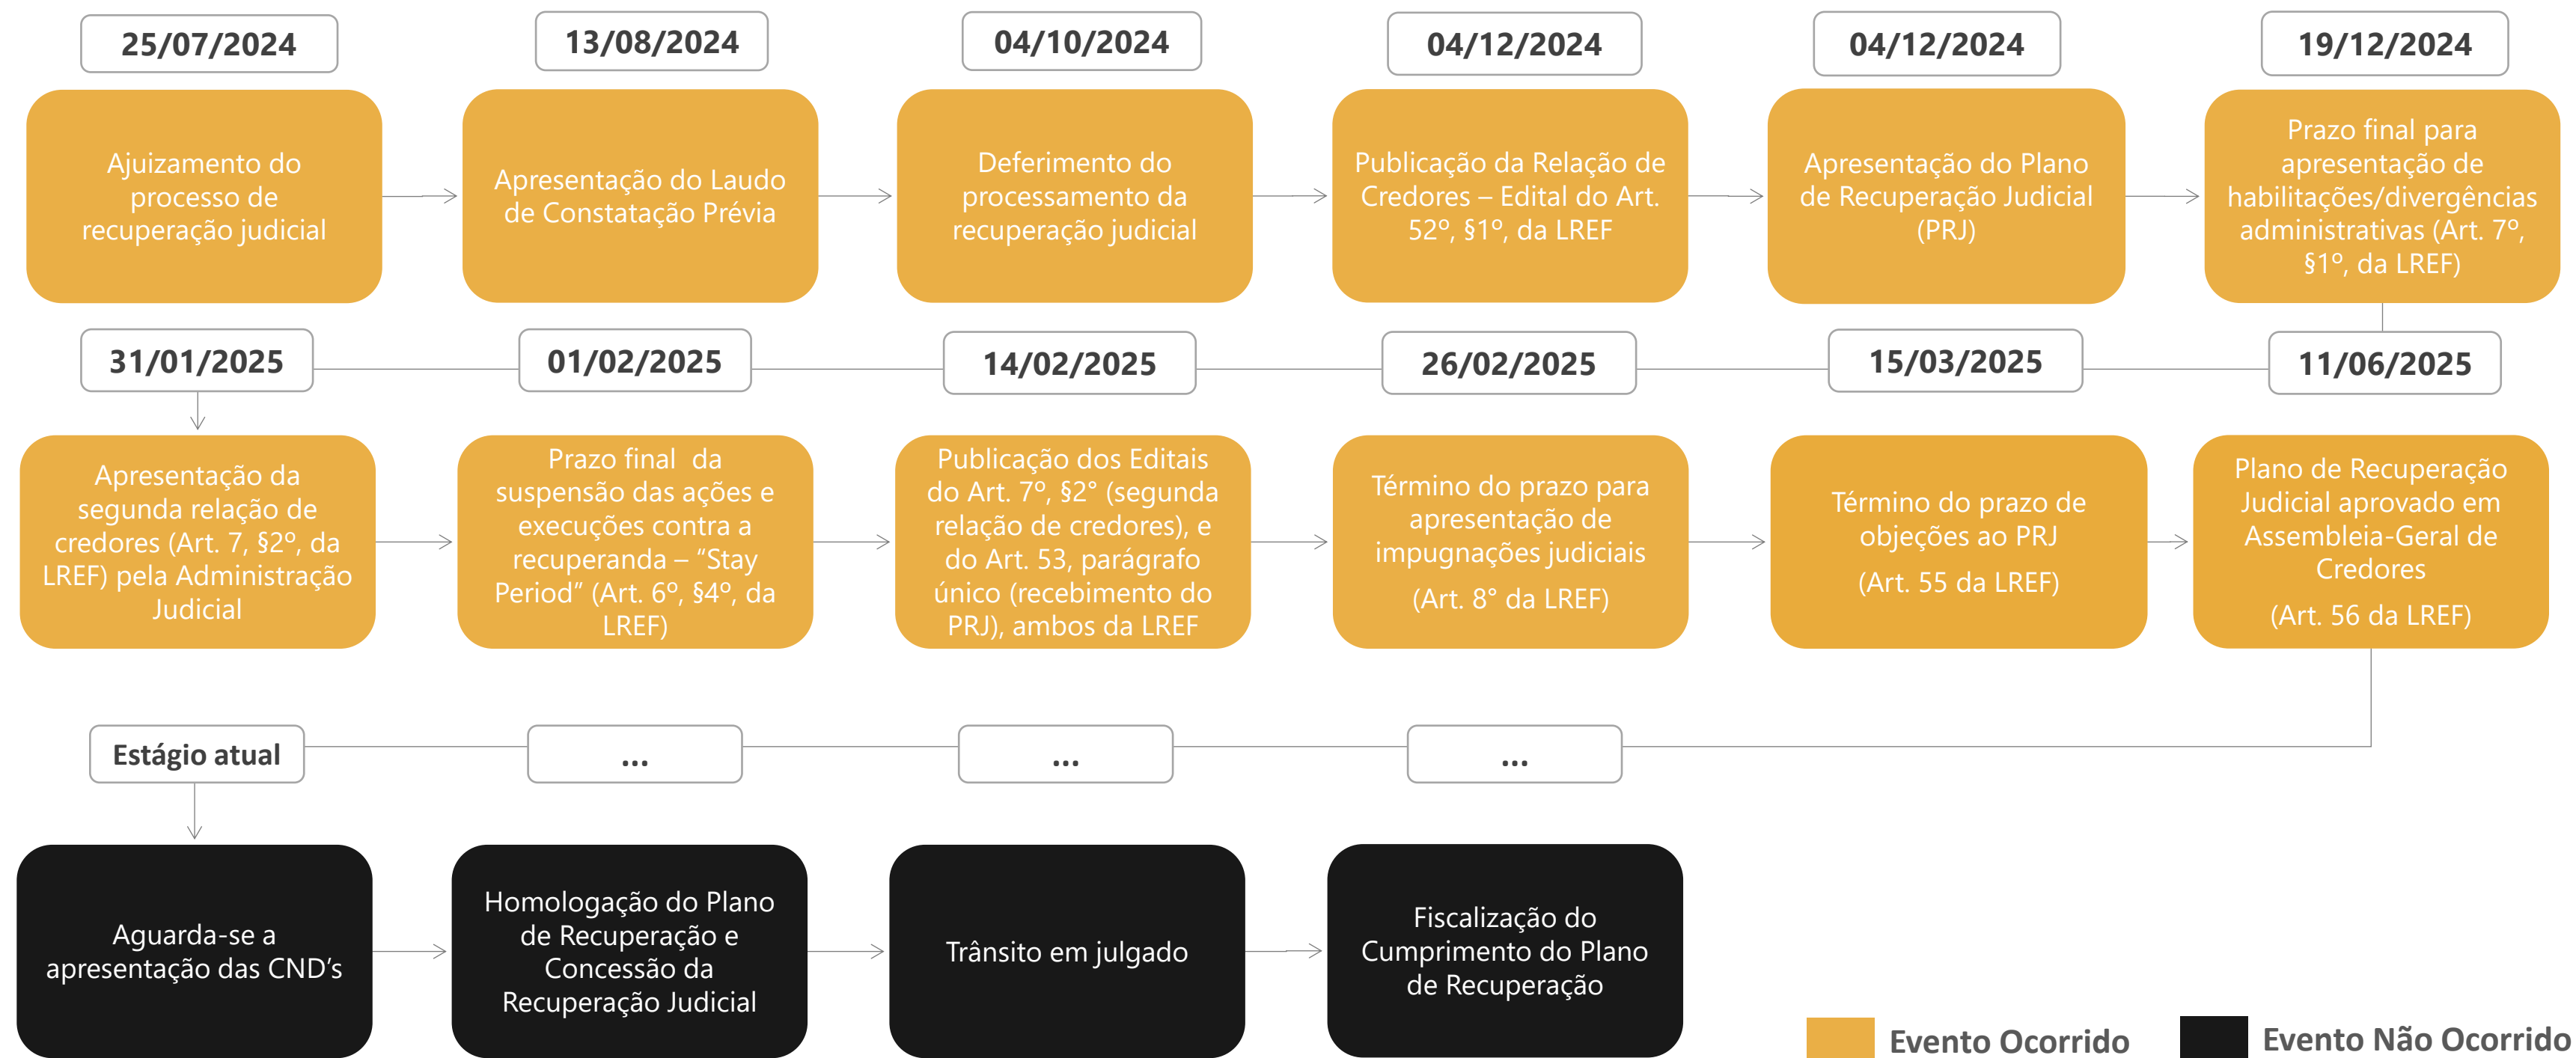 25/07/2024
Ajuizamento do
processo de
recuperação judicial
13/08/2024
Apresentação do Laudo
de Constatação Prévia
04/10/2024
Deferimento do
processamento da
recuperação judicial
04/12/2024
Publicação da Relação de
Credores – Edital do Art.
52º, §1º, da LREF
04/12/2024
Apresentação do Plano
de Recuperação Judicial
(PRJ)
19/12/2024
Prazo final para
apresentação de
habilitações/divergências
administrativas (Art. 7º,
§1º, da LREF)
31/01/2025
Apresentação da
segunda relação de
credores (Art. 7, §2º, da
LREF) pela Administração
Judicial
01/02/2025
Prazo final da
suspensão das ações e
execuções contra a
recuperanda – “Stay
Period” (Art. 6º, §4º, da
LREF)
14/02/2025
Publicação dos Editais
do Art. 7º, §2° (segunda
relação de credores), e
do Art. 53, parágrafo
único (recebimento do
PRJ), ambos da LREF
26/02/2025
Término do prazo para
apresentação de
impugnações judiciais
(Art. 8° da LREF)
15/03/2025
Término do prazo de
objeções ao PRJ
(Art. 55 da LREF)
11/06/2025
Plano de Recuperação
Judicial aprovado em
Assembleia-Geral de
Credores
(Art. 56 da LREF)
Estágio atual
Aguarda-se a
apresentação das CND’s
...
Homologação do Plano
de Recuperação e
Concessão da
Recuperação Judicial
...
Trânsito em julgado
...
Fiscalização do
Cumprimento do Plano
de Recuperação
Evento Ocorrido
Evento Não Ocorrido